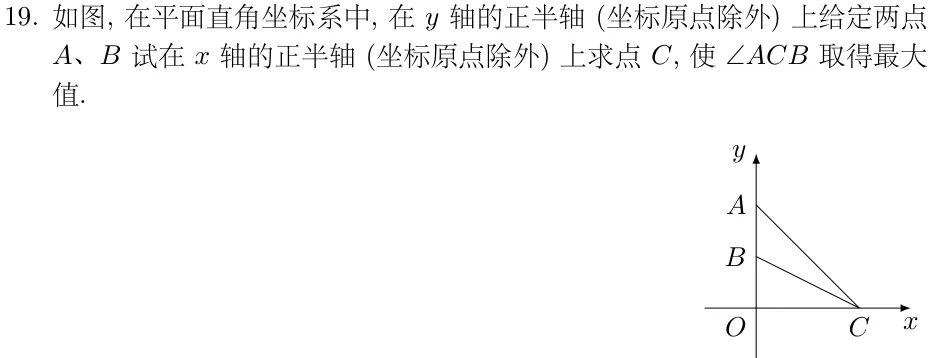 19. 如图, 在平面直角坐标系中, 在 y 轴的正半轴 (坐标原点除外) 上给定两点
A、B 试在 x 轴的正半轴 (坐标原点除外) 上求点 C, 使 ∠ACB 取得最大
值.
y
A
B
O
C
x